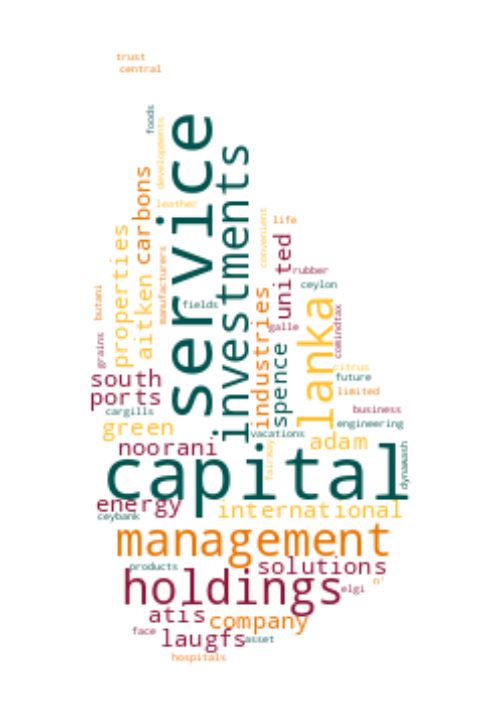 trust
central
foods
developments
service
investments
carbons
leather
life
convenient
properties
aitken
manufacturers
united
rubber
ceylon
butani
fields
industries
galle
lanka
comindtax
grains
spence
citrus
future
south
limited
ports
business
cargills
engineering
green
vacations
adam
noorani
fairway
dynawash
capital
energy
international
ceybank
management
products
solutions
n'
holdings
elgi
atis
company
face
laugfs
asset
hospitals